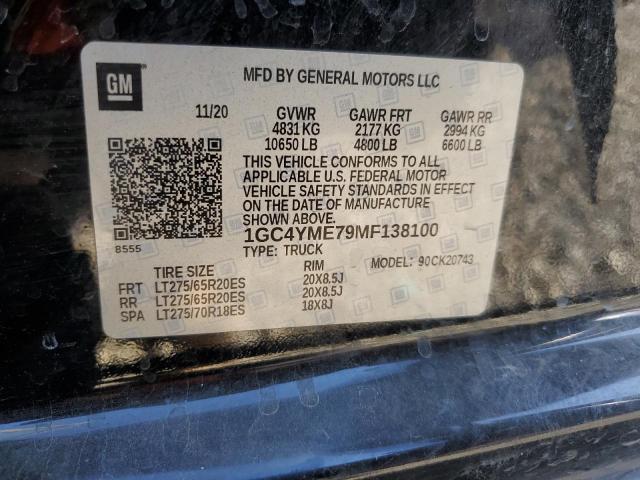 GM
MFD BY GENERAL MOTORS LLC
11/20 GVWR GAWR FRT GAWR RR
4831 KG 2177 KG 2994 KG
10650 LB 4800 LB 6600 LB
THIS VEHICLE CONFORMS TO ALL
APPLICABLE U.S. FEDERAL MOTOR
VEHICLE SAFETY STANDARDS IN EFFECT
ON THE DATE OF MANUFACTURE
SHOWN ABOVE.
1GC4YME79MF138100
8555 TYPE: TRUCK MODEL: 90CK20743
TIRE SIZE RIM
FRT LT275/65R20ES 20X8.5J
RR LT275/65R20ES 20X8.5J
SPA LT275/70R18ES 18X8J